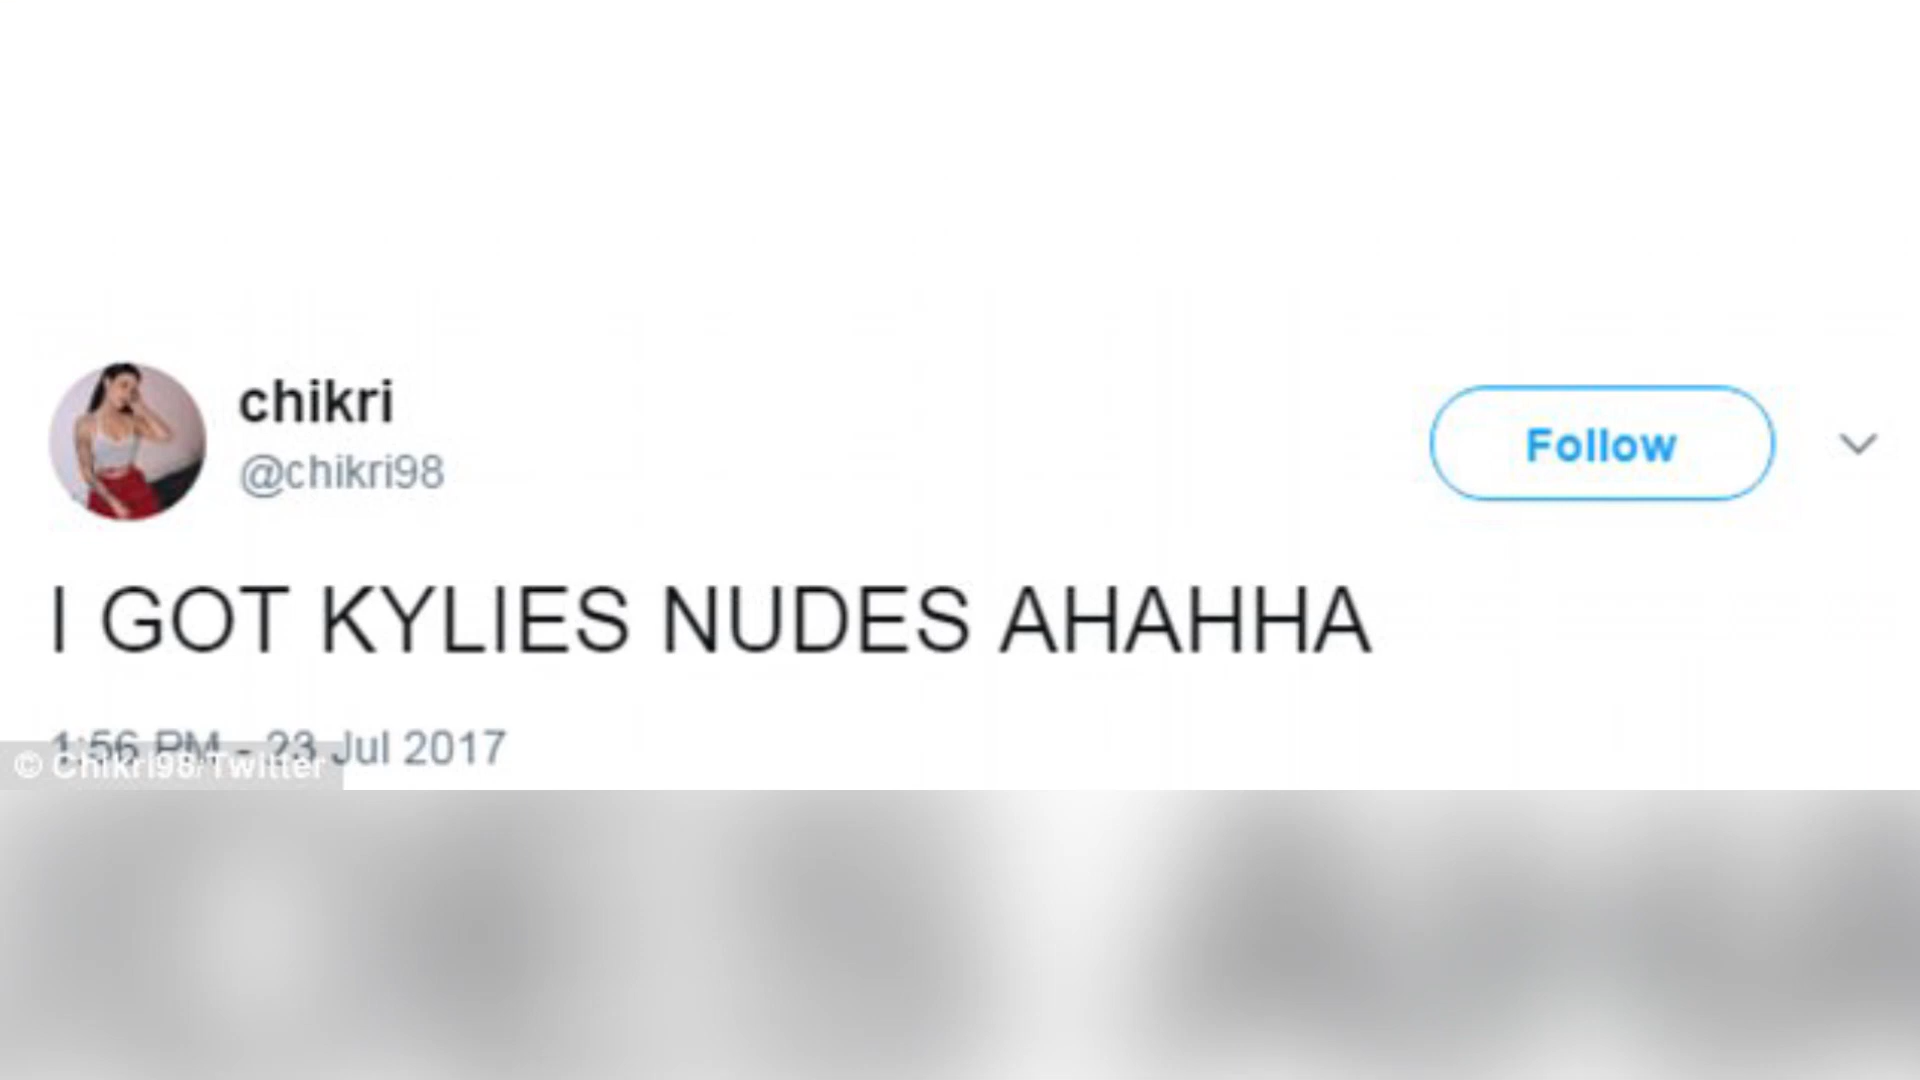 chikri
@chikri98
Follow
I GOT KYLIES NUDES AHAHHA
1:56 PM - 23 Jul 2017
© Chikri98/Twitter